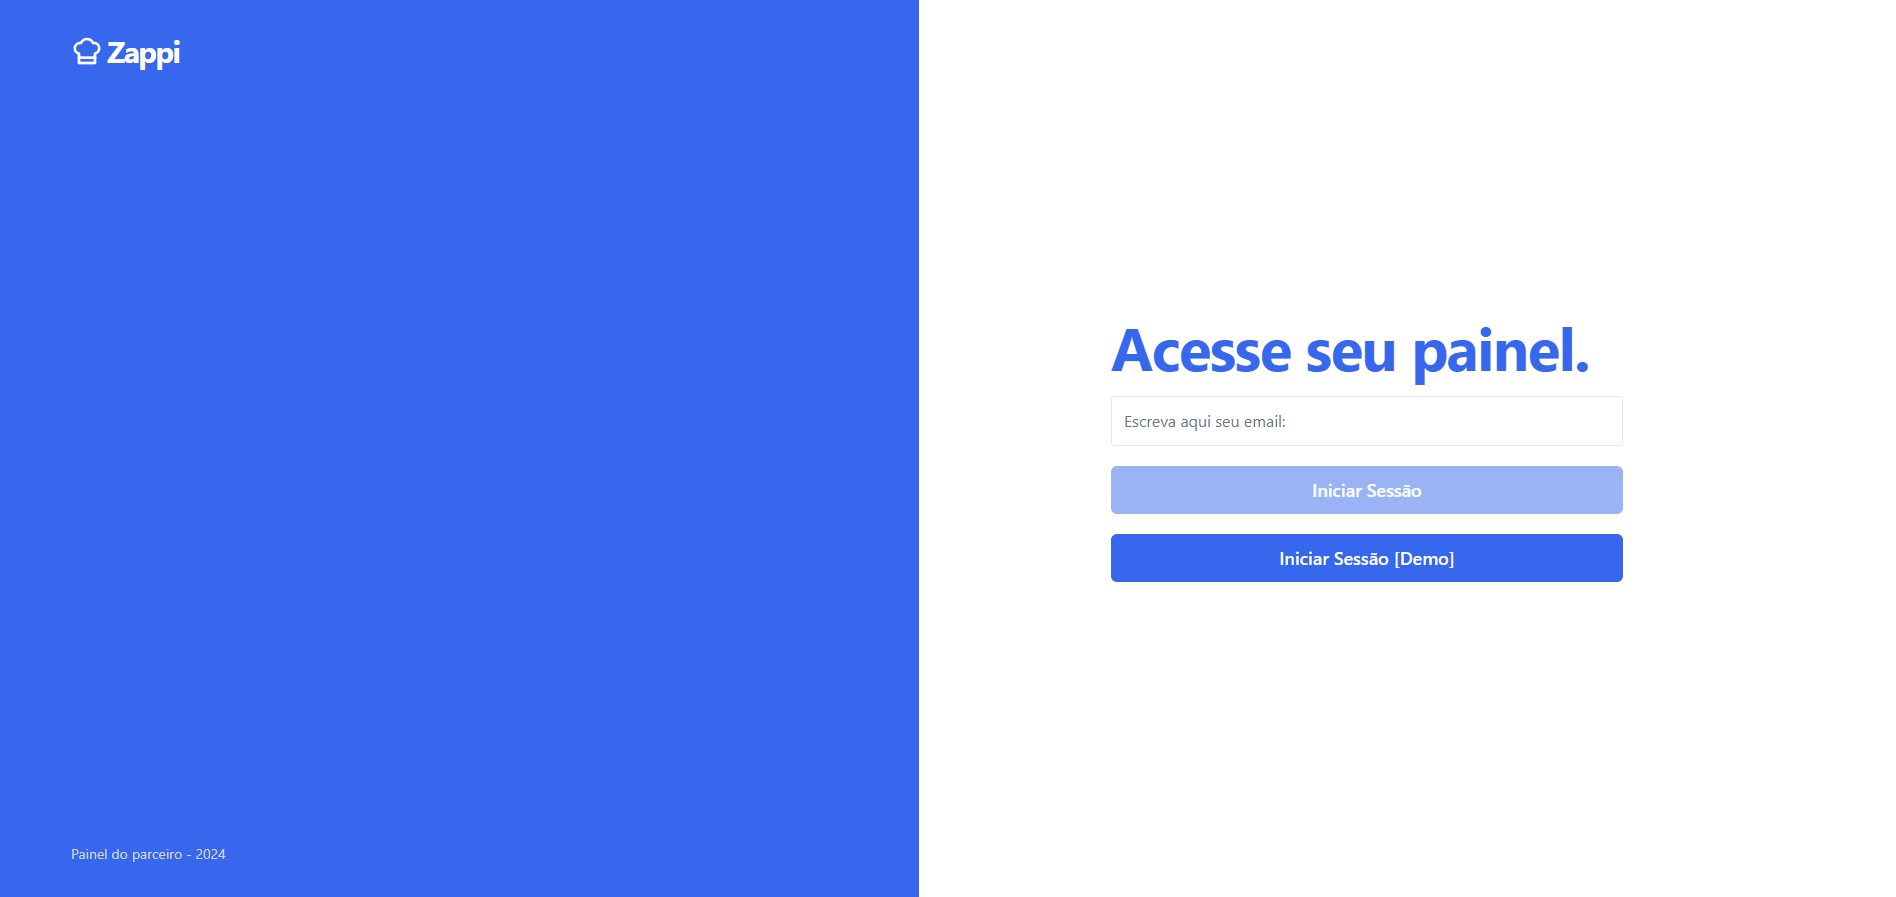 Zappi
Acesse seu painel.
Escreva aqui seu email:
Iniciar Sessão
Iniciar Sessão [Demo]
Painel do parceiro - 2024